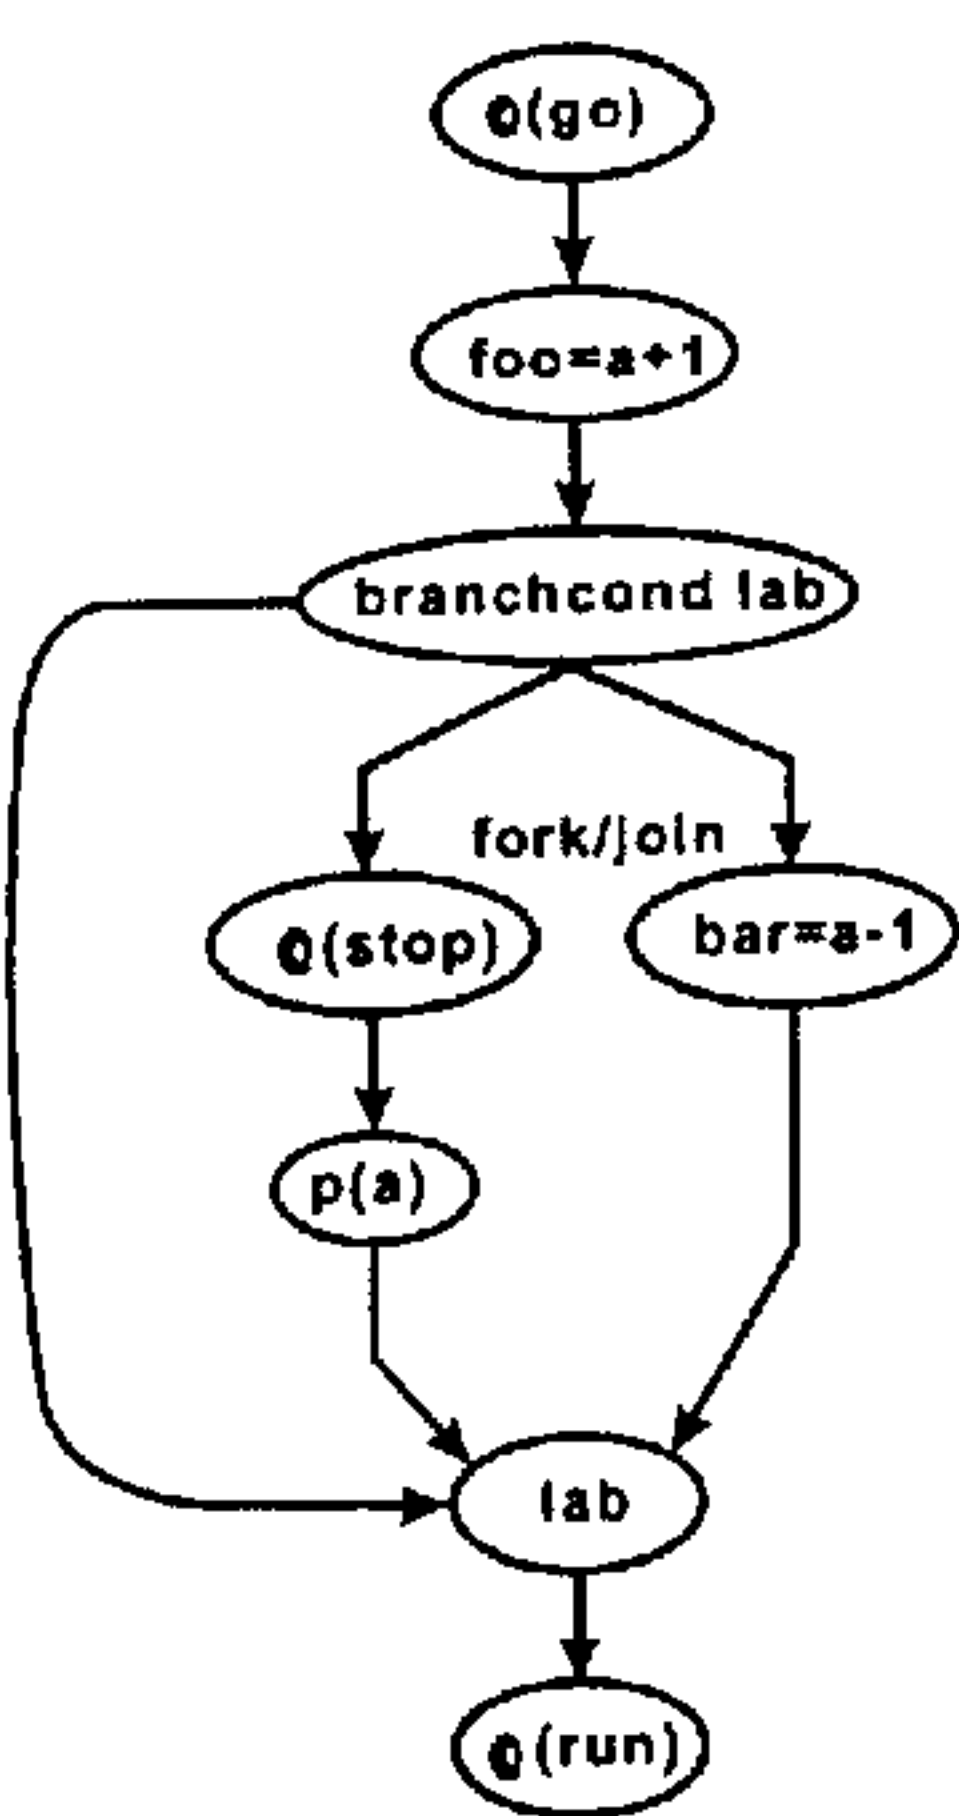 @(go)
foo=a+1
branchcond lab
fork/join
@(stop)
bar=a-1
p(a)
lab
@(run)